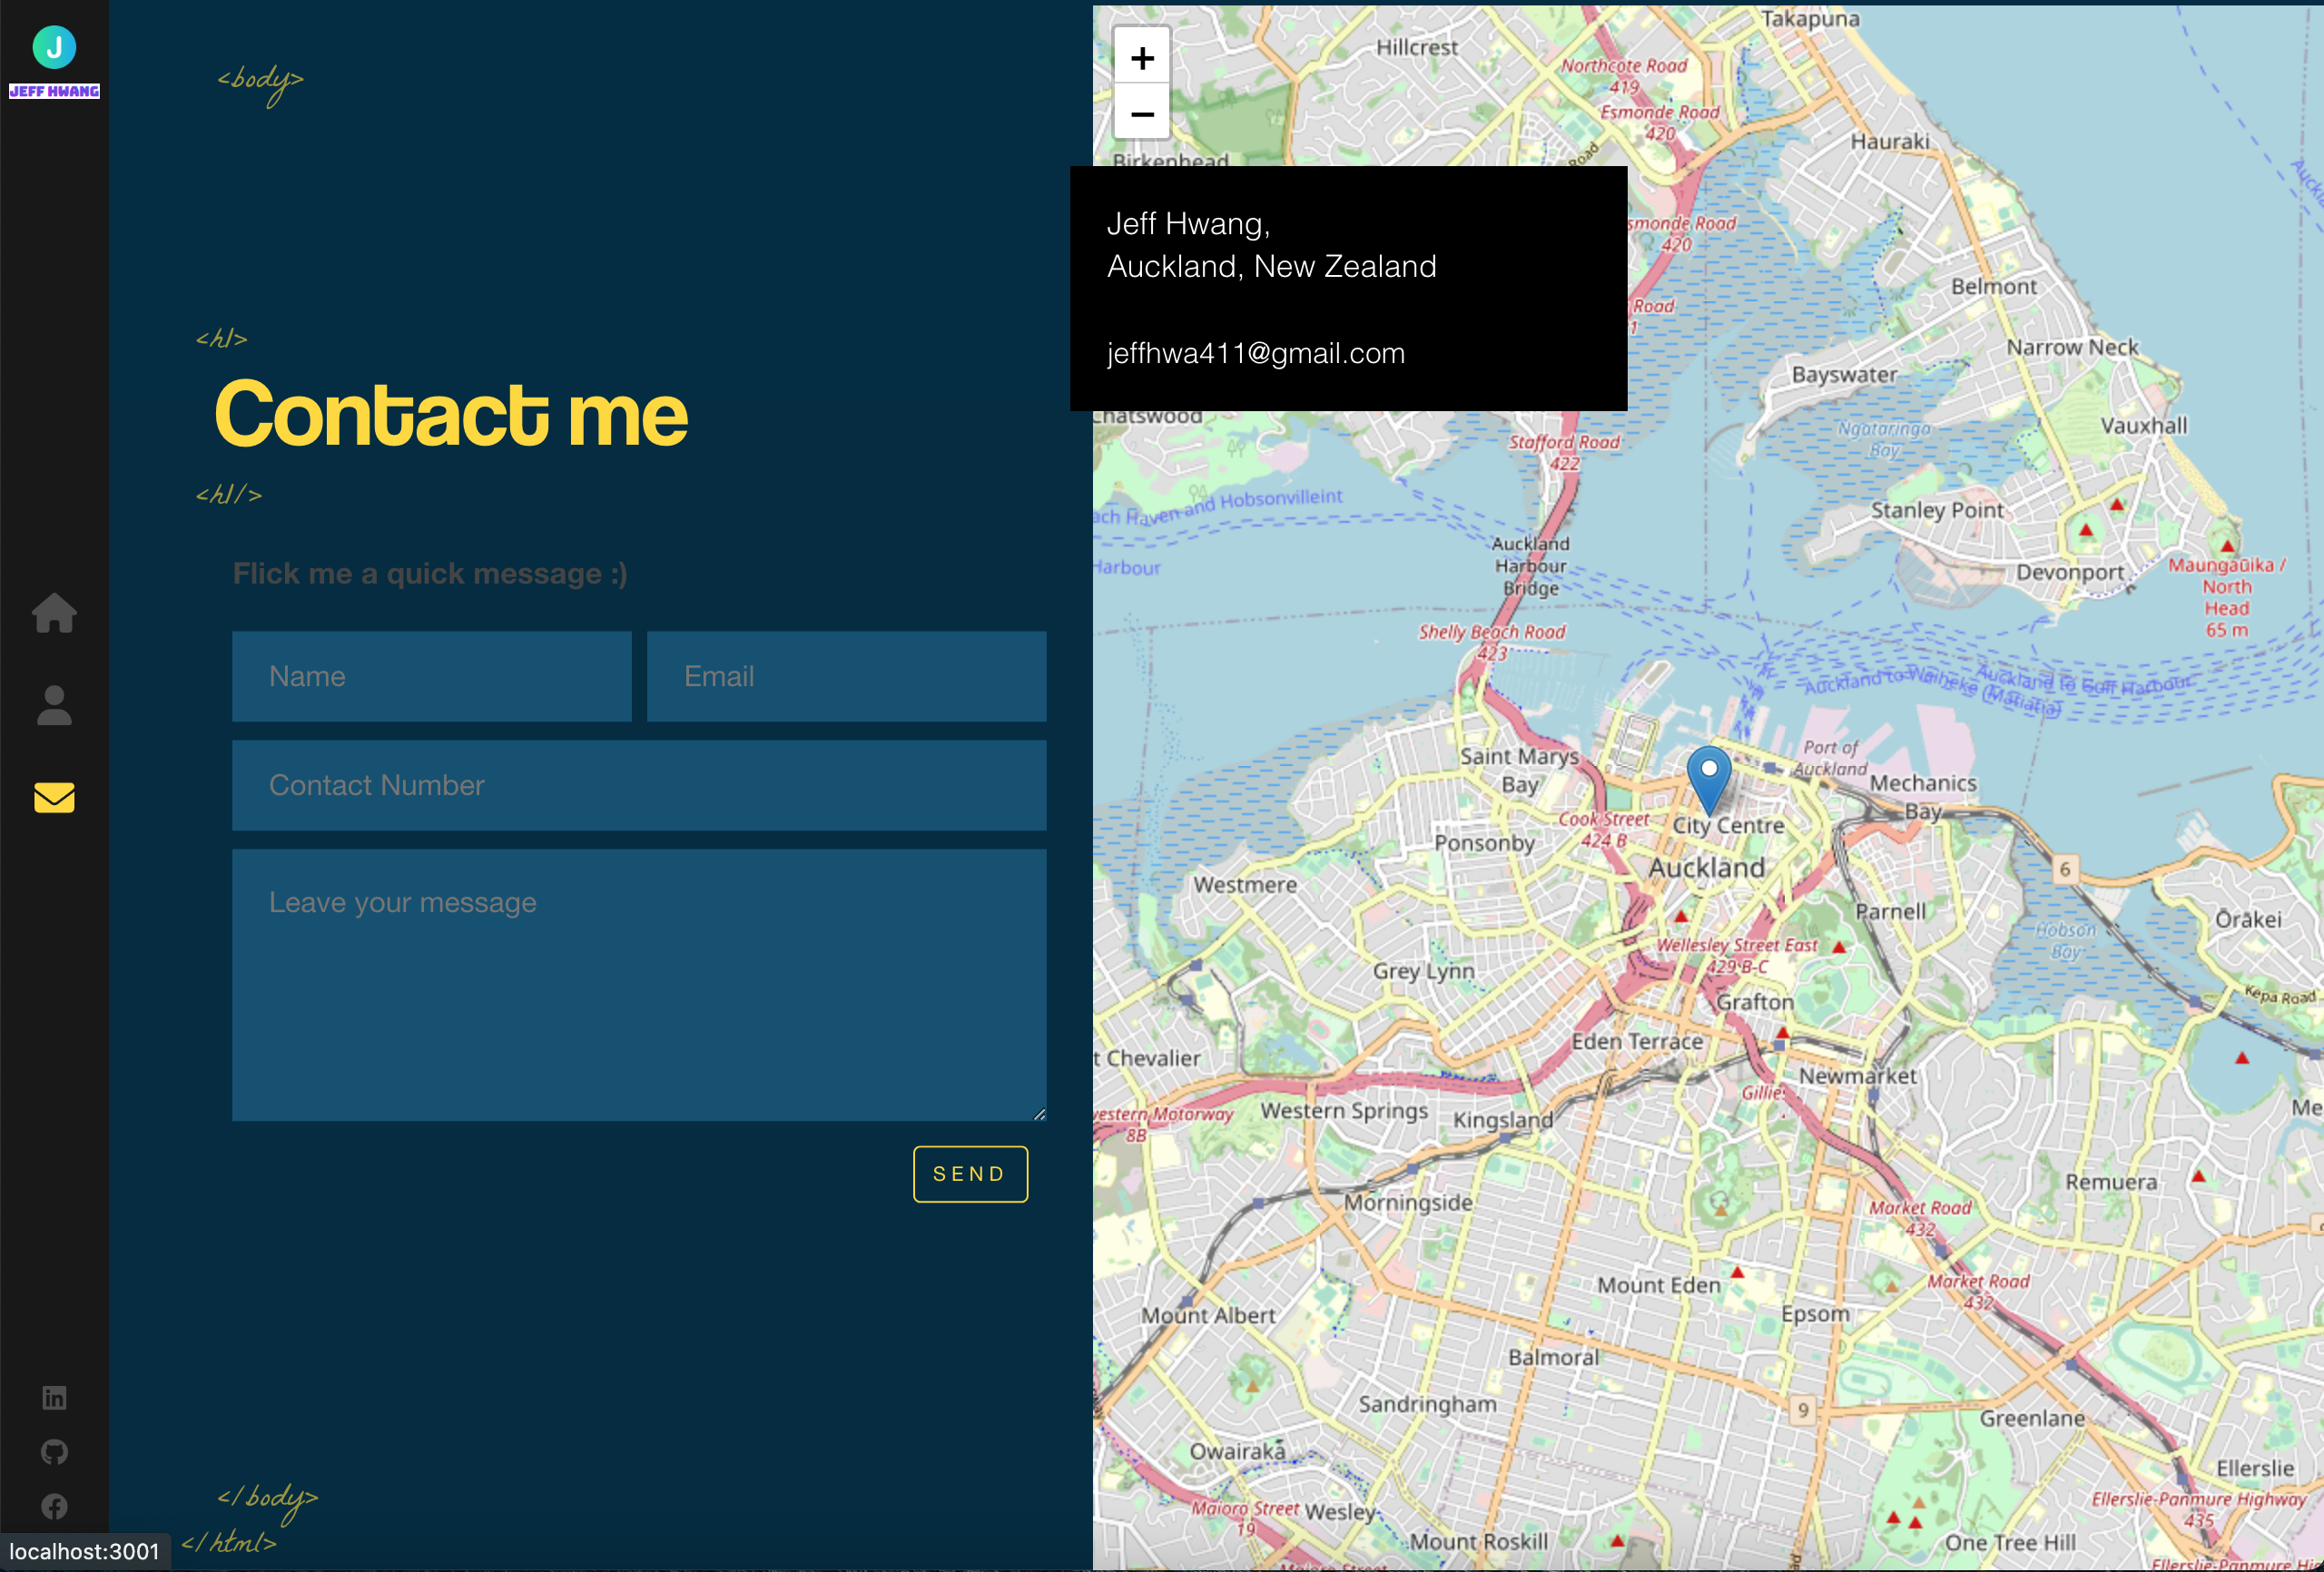 J
JEFF HWANG
<body>
<h1>
Contact me
<h1/>
Flick me a quick message :)
Name
Email
Contact Number
Leave your message
SEND
</body>
</html>
localhost:3001
+
−
Jeff Hwang,
Auckland, New Zealand
jeffhwa411@gmail.com
Takapuna
Hillcrest
Northcote Road
419
Esmonde Road
420
Hauraki
Birkenhead
Road
smonde Road
420
Belmont
Road
1
Narrow Neck
Bayswater
Chatswood
Vauxhall
Ngataringa
Bay
Stafford Road
422
ach Haven and Hobsonvilleint
Stanley Point
Auckland
Harbour
Bridge
Harbour
Devonport
Maungaūika /
North
Head
65 m
Shelly Beach Road
423
Auckland to Waiheke (Matiatia)
Auckland to Gulf Harbour
Saint Marys
Bay
Port of
Auckland
Mechanics
Bay
Cook Street
424 B
City Centre
Ponsonby
Auckland
6
Westmere
Parnell
Ōrākei
Hobson
Bay
Wellesley Street East
429 B-C
Grey Lynn
Kepa Road
Grafton
Eden Terrace
t Chevalier
Newmarket
Gillies
Western Springs
Kingsland
Me
western Motorway
8B
Remuera
Morningside
Market Road
432
Mount Eden
Market Road
432
Mount Albert
Epsom
Balmoral
Sandringham
9
Greenlane
Owairaka
Ellerslie
Maioro Street
19
Wesley
Ellerslie-Panmure Highway
435
Mount Roskill
One Tree Hill